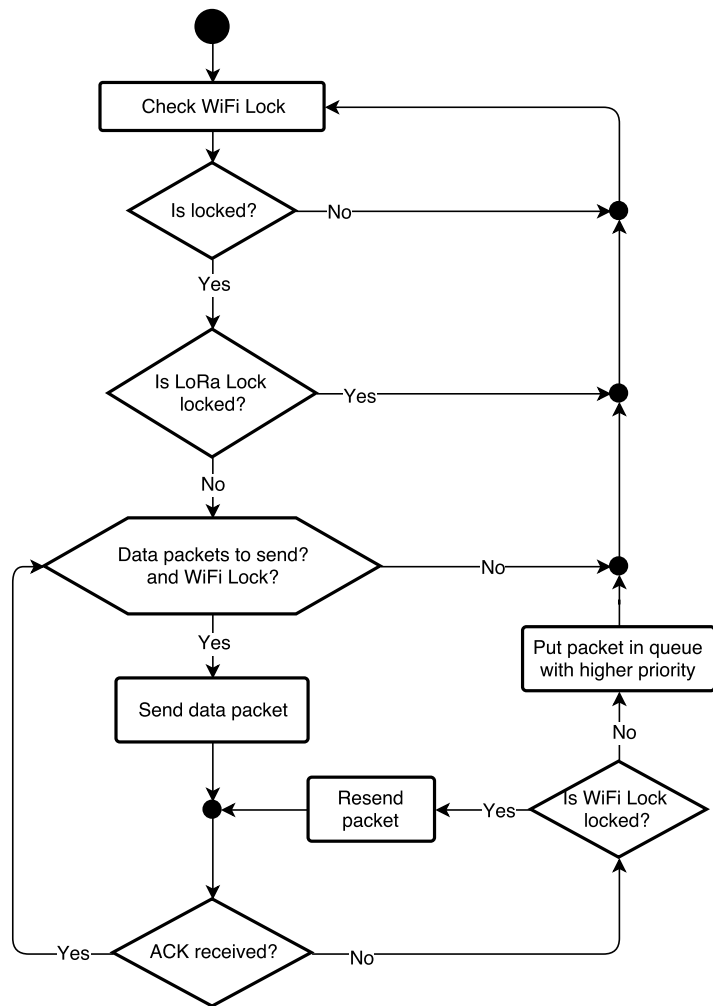 Check WiFi Lock
Is locked?
No
Yes
Is LoRa Lock
locked?
Yes
No
Data packets to send?
and WiFi Lock?
No
Yes
Put packet in queue
with higher priority
Send data packet
No
Resend
packet
Yes
Is WiFi Lock
locked?
ACK received?
Yes
No